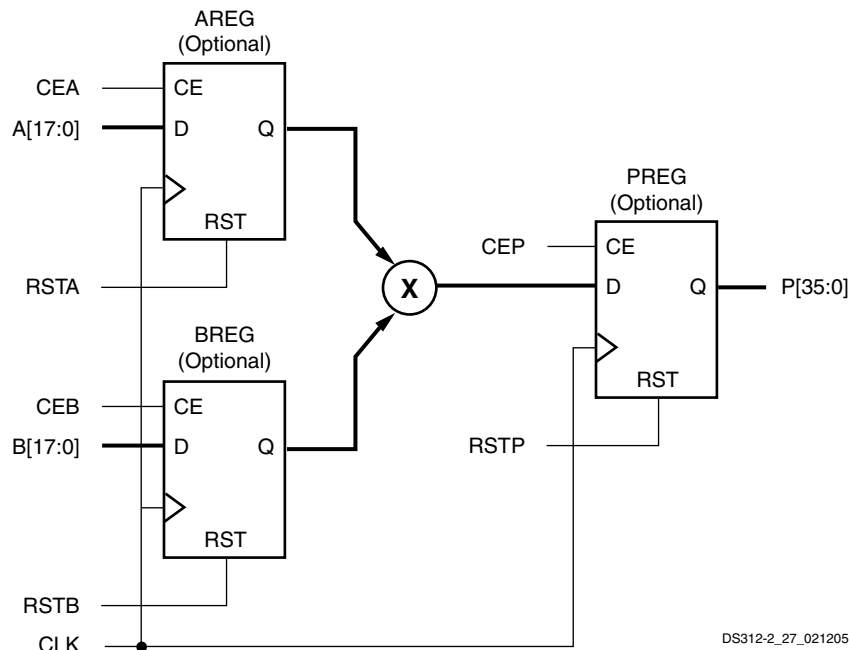 AREG
(Optional)
CEA
CE
A[17:0]
D
Q
RST
RSTA
PREG
(Optional)
CEP
CE
X
D
Q
P[35:0]
RST
RSTP
BREG
(Optional)
CEB
CE
B[17:0]
D
Q
RST
RSTB
CLK
DS312-2_27_021205